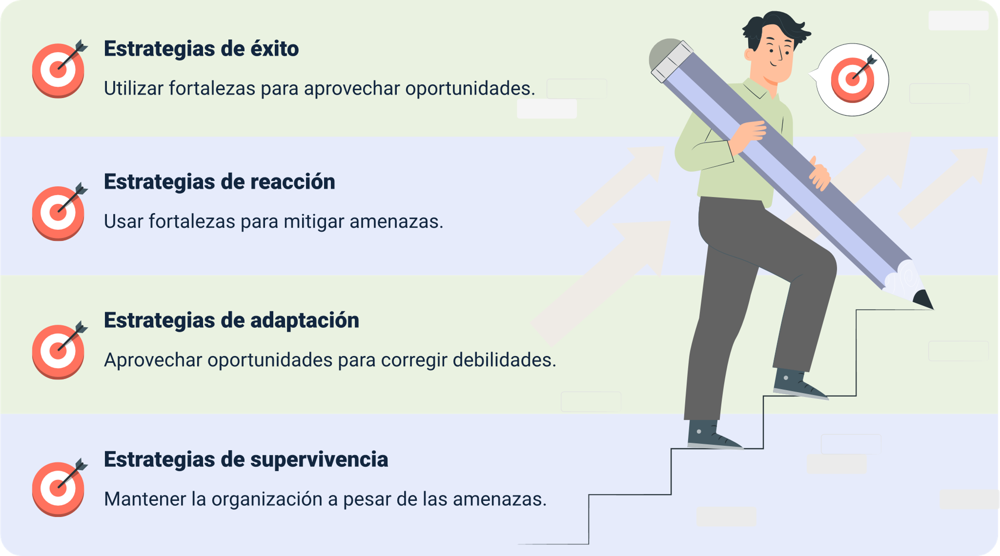 Estrategias de éxito
Utilizar fortalezas para aprovechar oportunidades.
Estrategias de reacción
Usar fortalezas para mitigar amenazas.
Estrategias de adaptación
Aprovechar oportunidades para corregir debilidades.
Estrategias de supervivencia
Mantener la organización a pesar de las amenazas.